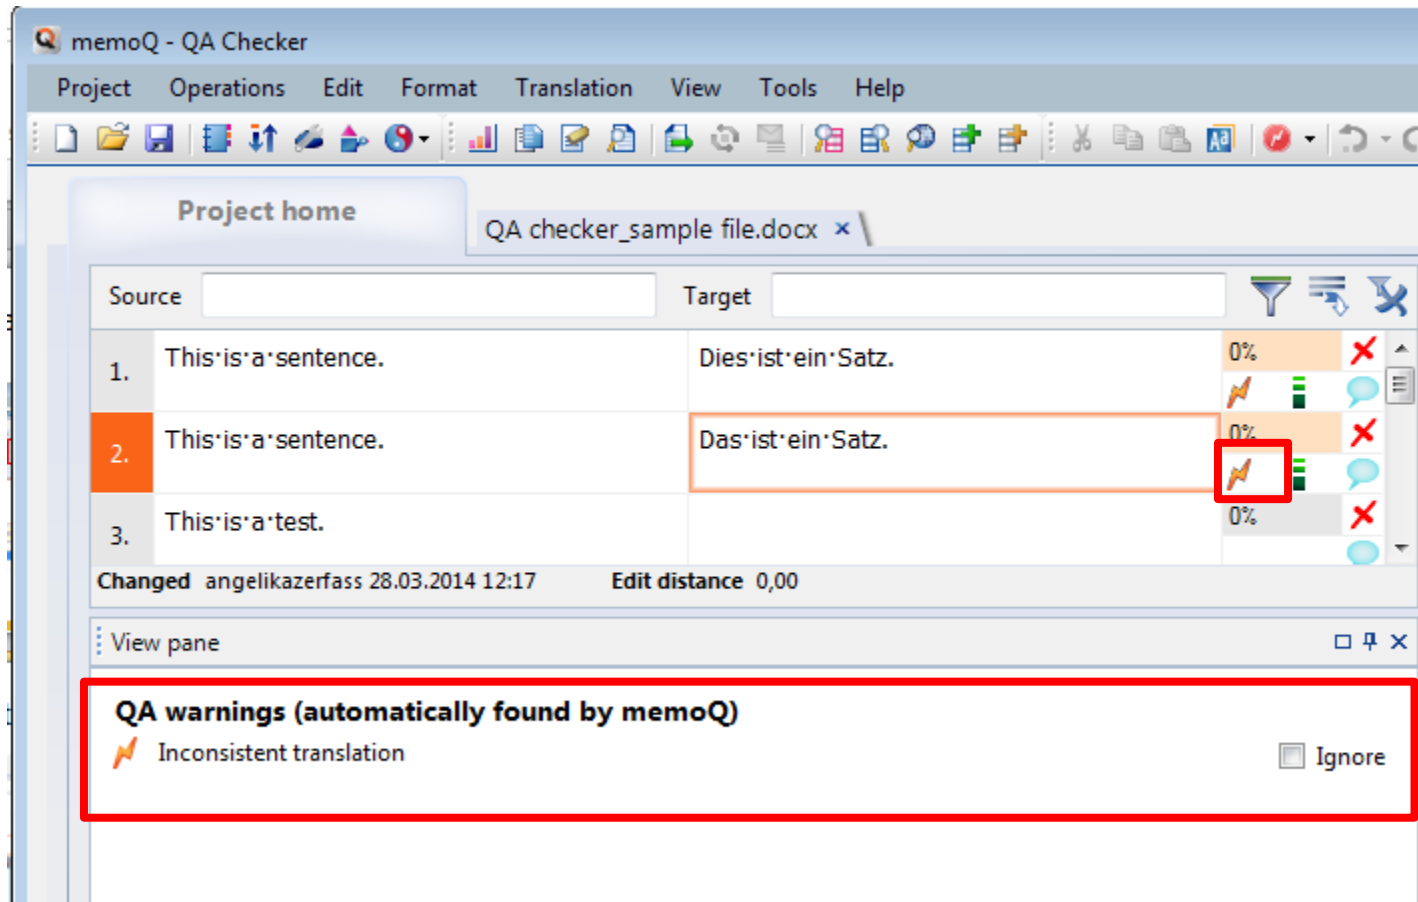 memoQ - QA Checker
Project Operations Edit Format Translation View Tools Help
Project home
QA checker_sample file.docx ×
Source Target
1. This·is·a·sentence. Dies·ist·ein·Satz. 0%
2. This·is·a·sentence. Das·ist·ein·Satz. 0%
3. This·is·a·test. 0%
Changed angelikazerfass 28.03.2014 12:17 Edit distance 0,00
View pane
QA warnings (automatically found by memoQ)
Inconsistent translation Ignore